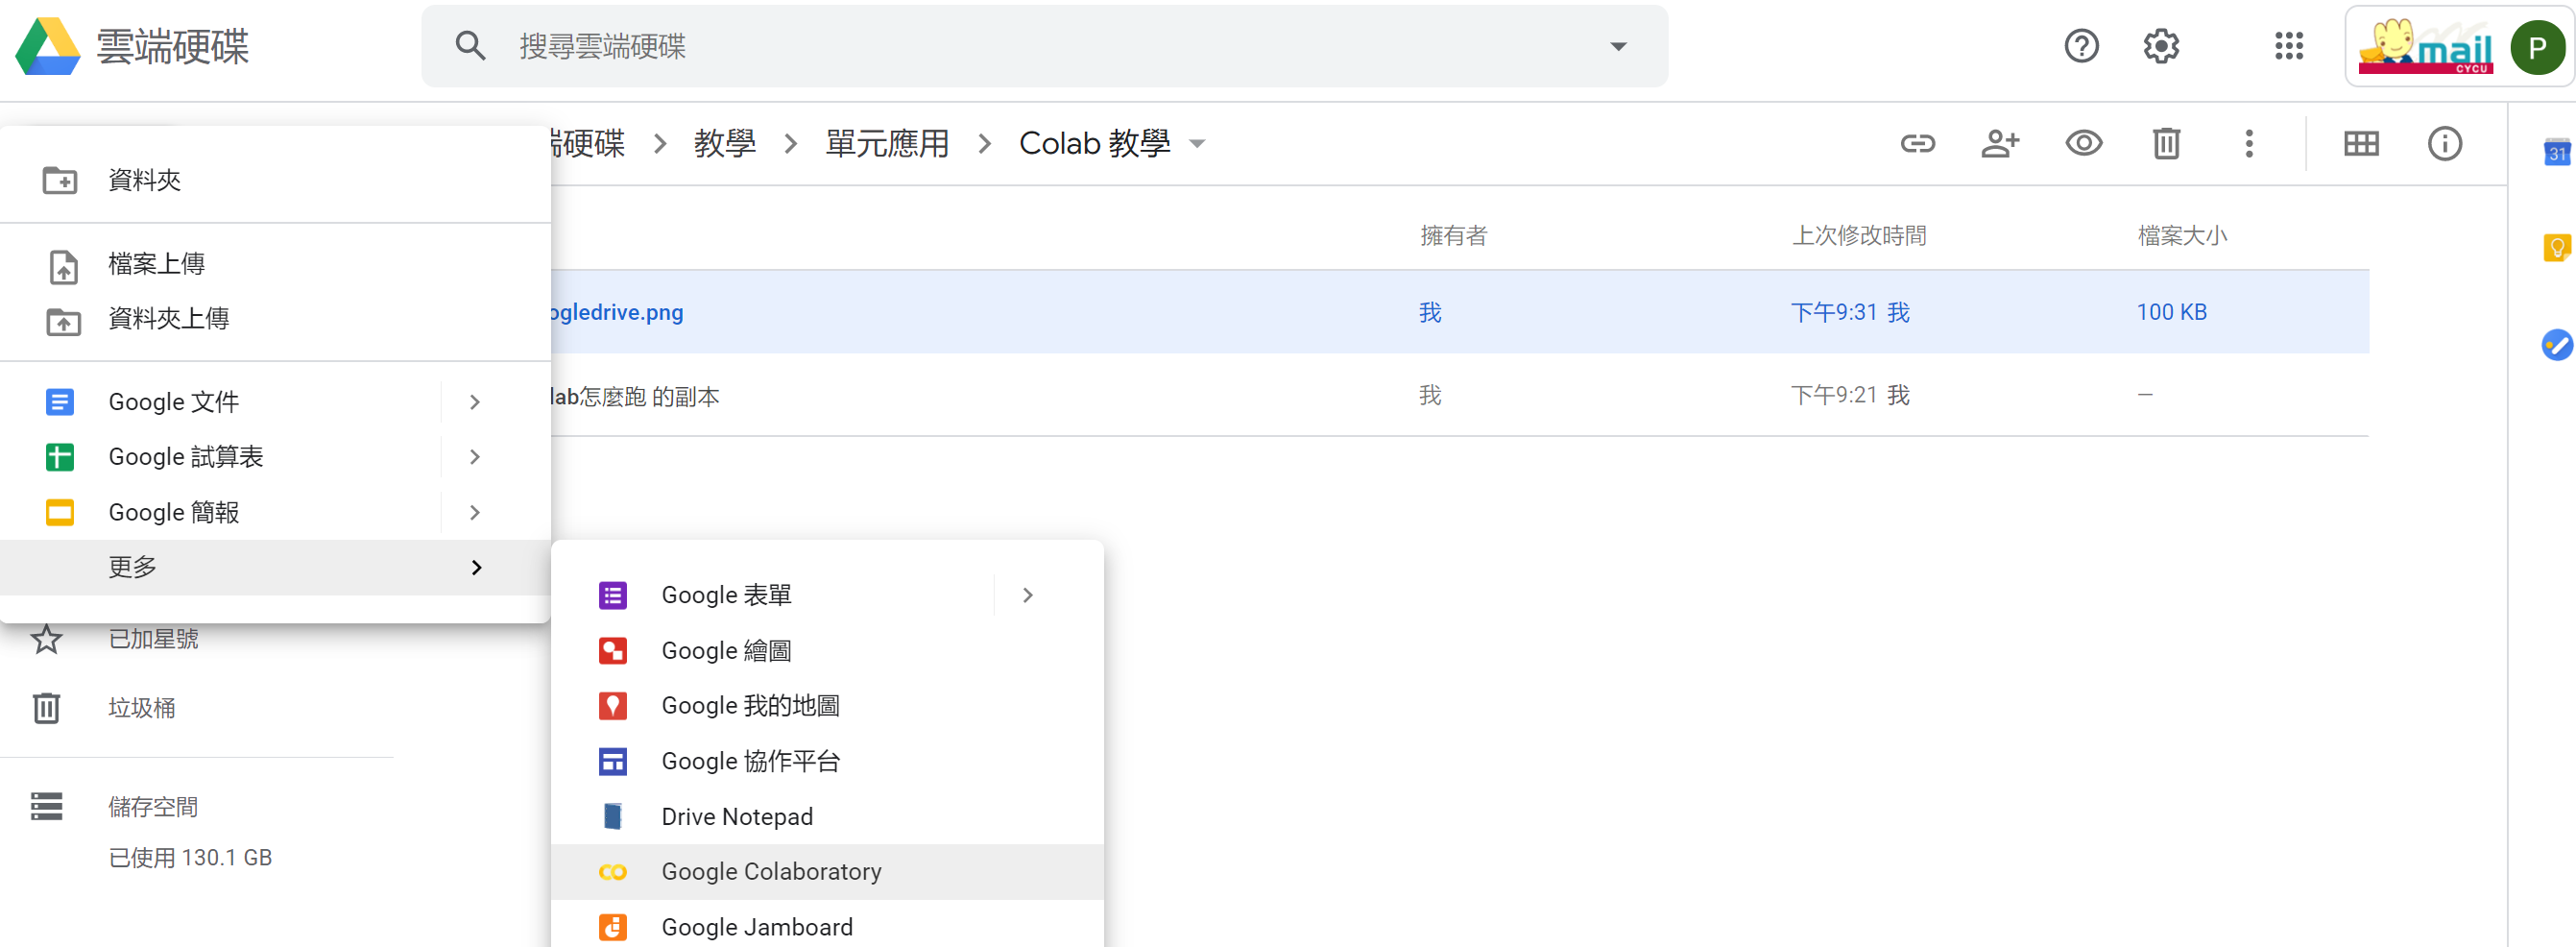 雲端硬碟
搜尋雲端硬碟
mail
CYCU
P
硬碟 > 教學 > 單元應用 > Colab 教學
31
資料夾
檔案上傳
資料夾上傳
Google 文件
Google 試算表
Google 簡報
更多
擁有者 上次修改時間 檔案大小
ogledrive.png 我 下午9:31 我 100 KB
lab怎麼跑 的副本 我 下午9:21 我 —
Google 表單
Google 繪圖
Google 我的地圖
Google 協作平台
Drive Notepad
Google Colaboratory
Google Jamboard
已加星號
垃圾桶
儲存空間
已使用 130.1 GB